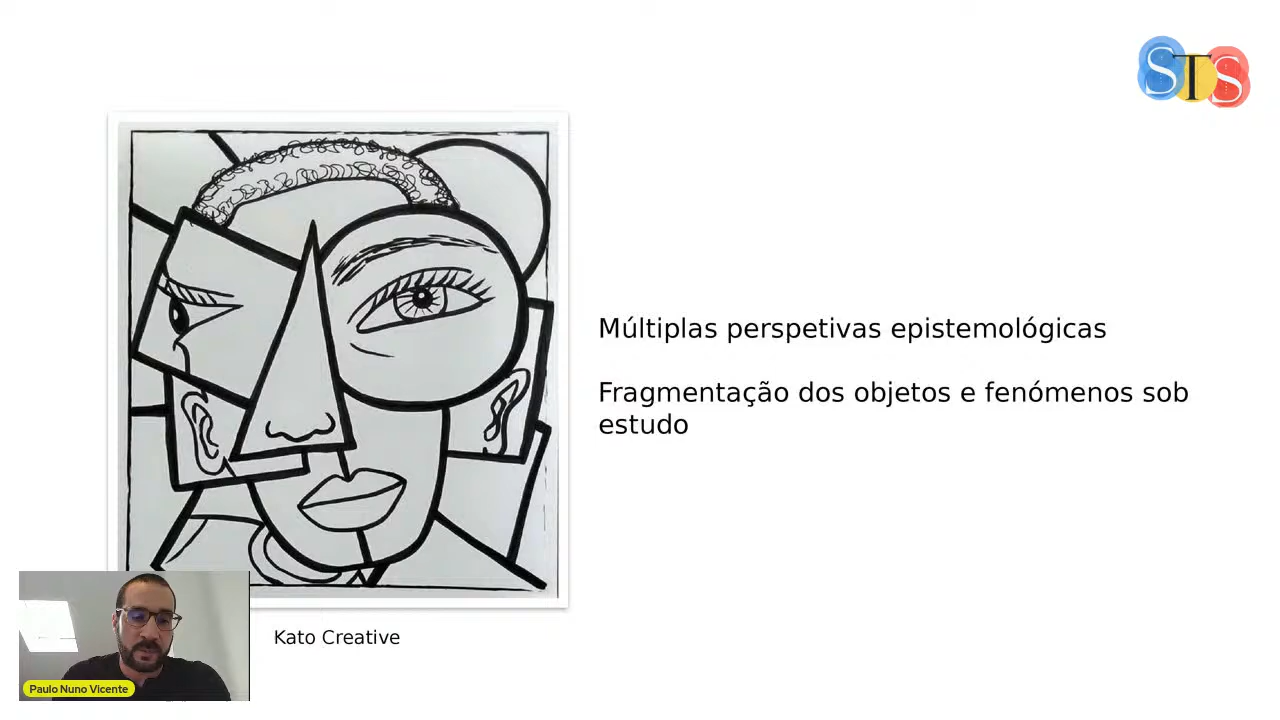 STS
Múltiplas perspetivas epistemológicas
Fragmentação dos objetos e fenómenos sob
estudo
Kato Creative
Paulo Nuno Vicente